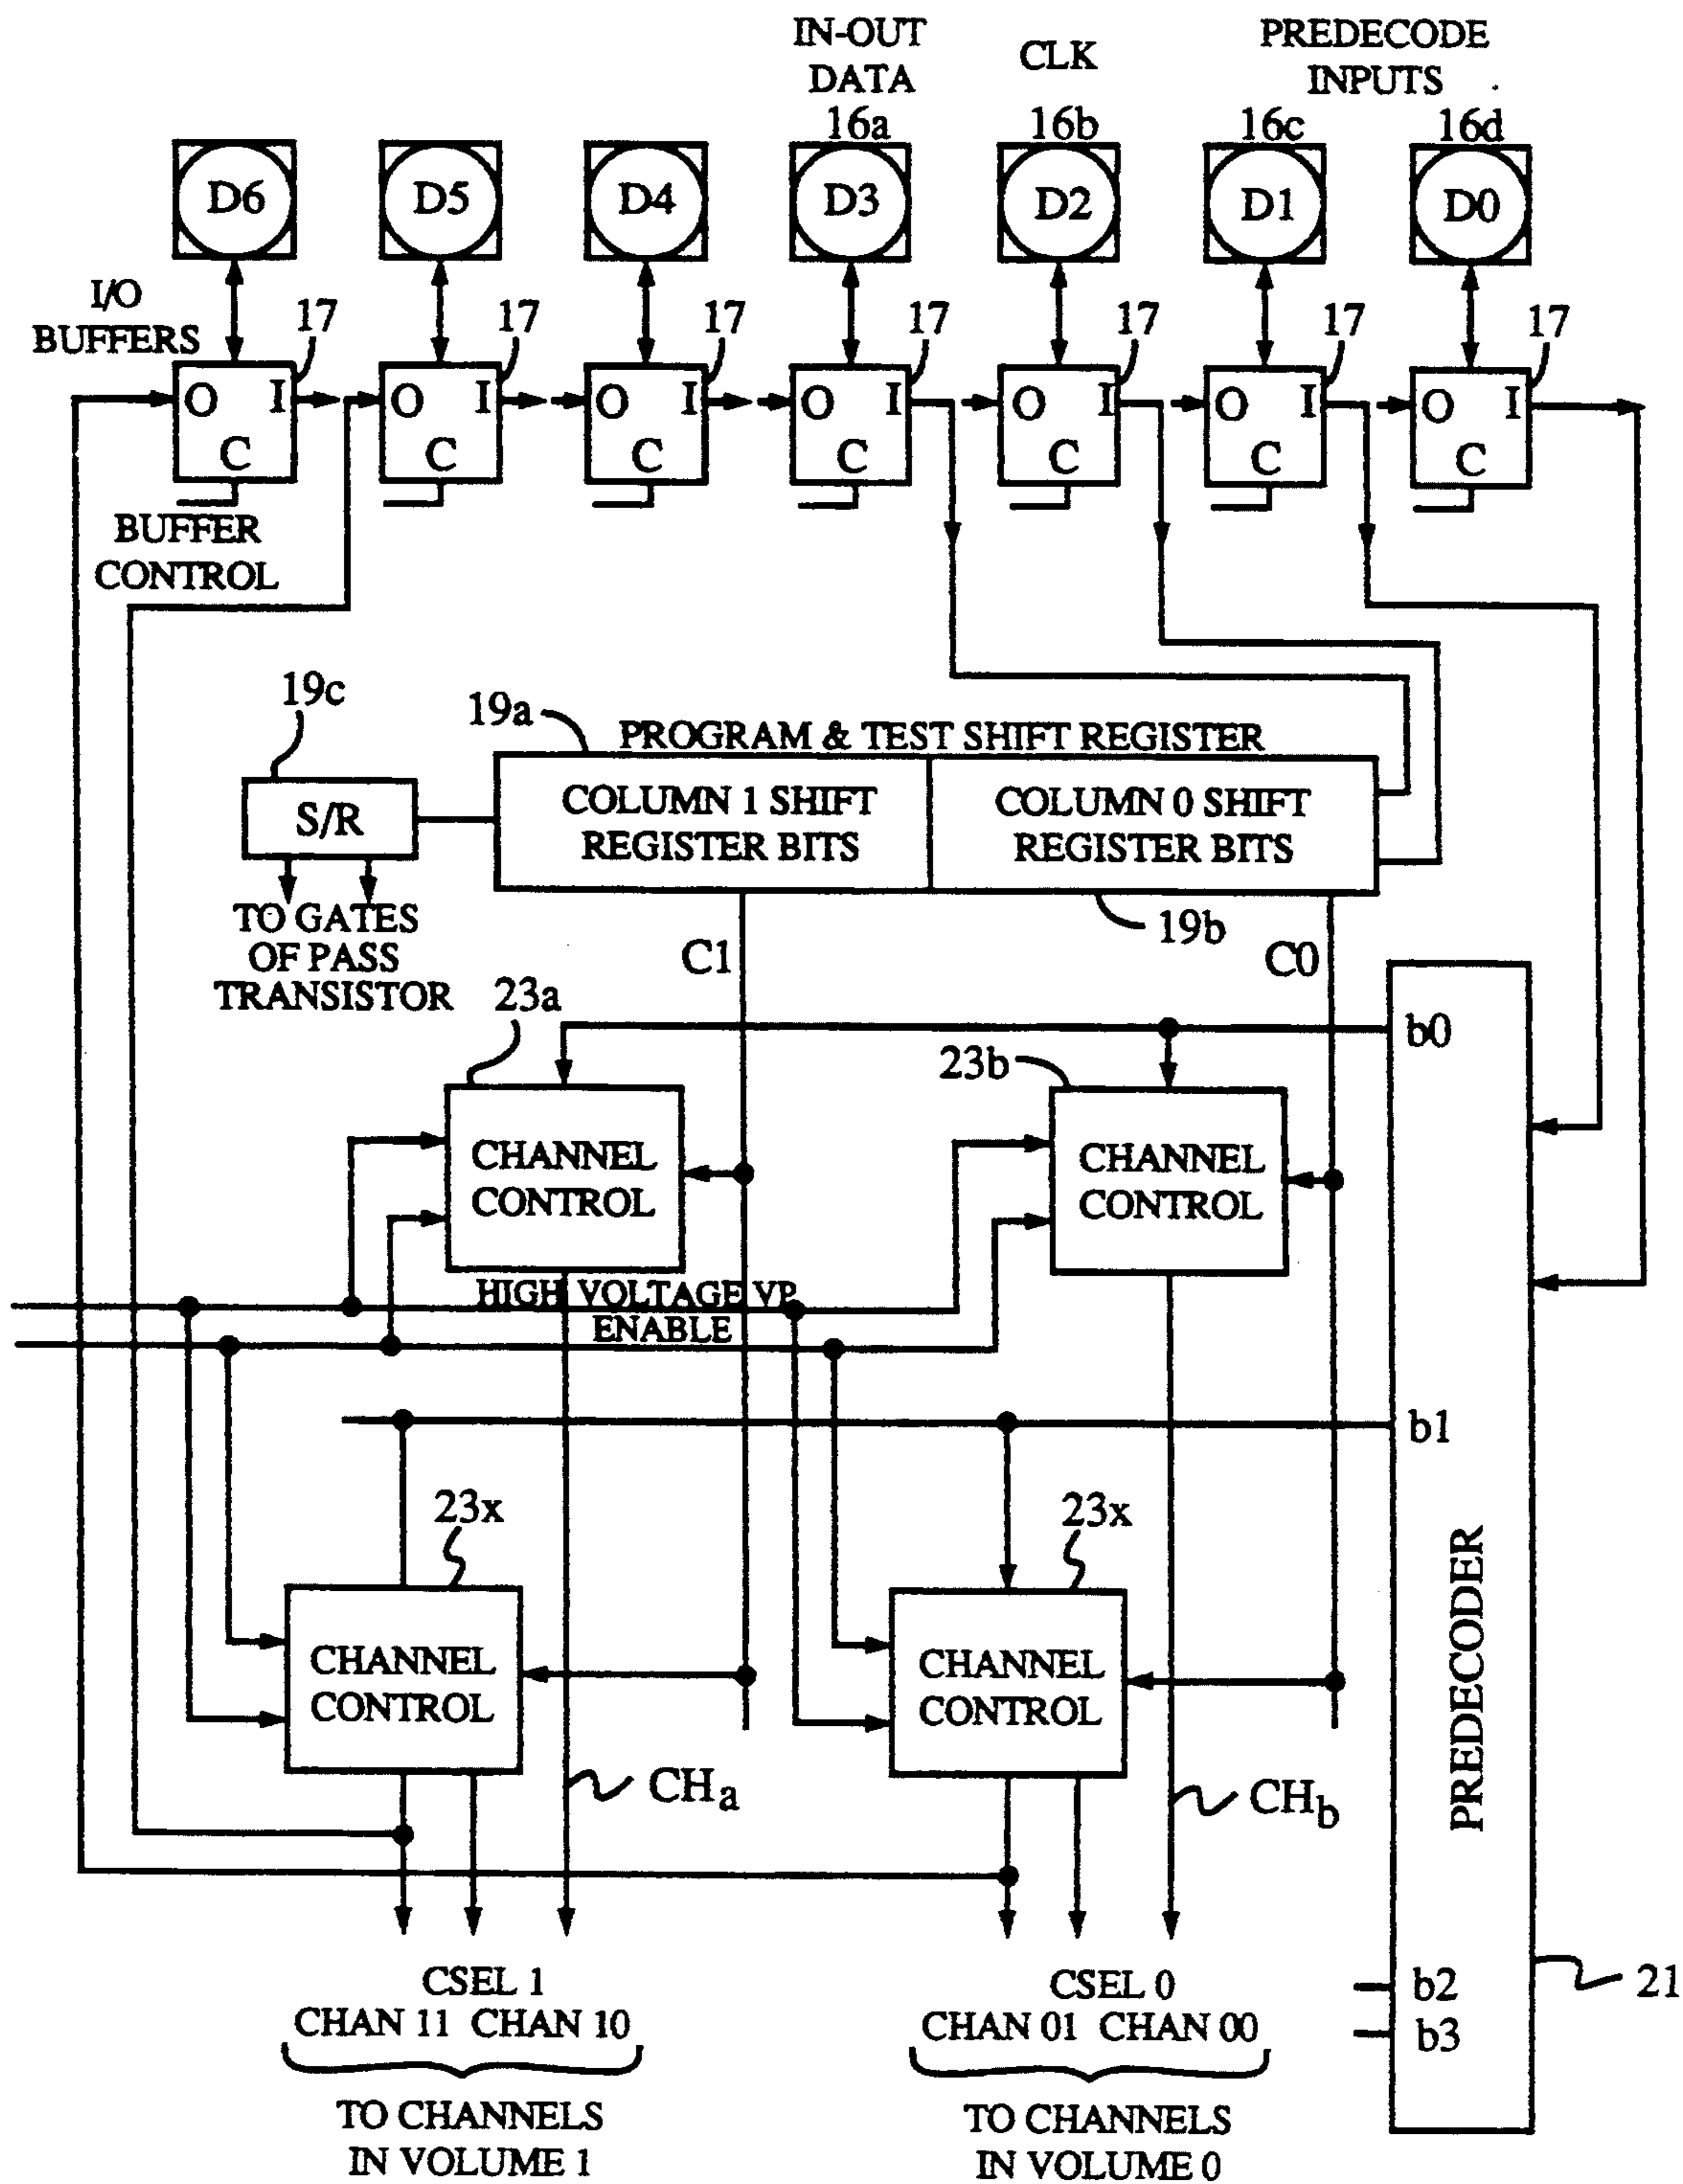 IN-OUT
DATA
16a
CLK
16b
PREDECODE
INPUTS
16c
16d
D6
D5
D4
D3
D2
D1
D0
I/O
BUFFERS
17
17
17
17
17
17
17
O I
C
O I
C
O I
C
O I
C
O I
C
O I
C
O I
C
BUFFER
CONTROL
19c
19a
PROGRAM & TEST SHIFT REGISTER
S/R
COLUMN 1 SHIFT
REGISTER BITS
COLUMN 0 SHIFT
REGISTER BITS
TO GATES
OF PASS
TRANSISTOR
19b
C1
C0
23a
23b
b0
CHANNEL
CONTROL
CHANNEL
CONTROL
HIGH VOLTAGE VP
ENABLE
b1
23x
23x
CHANNEL
CONTROL
CHANNEL
CONTROL
PREDECODER
CHa
CHb
CSEL 1
CHAN 11 CHAN 10
CSEL 0
CHAN 01 CHAN 00
b2
b3
21
TO CHANNELS
IN VOLUME 1
TO CHANNELS
IN VOLUME 0